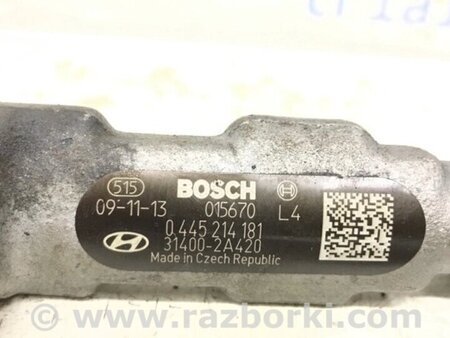 515 BOSCH
09-11-13 015670 L4
0 445 214 181
31400-2A420
Made in Czech Republic
© www.razborki.com